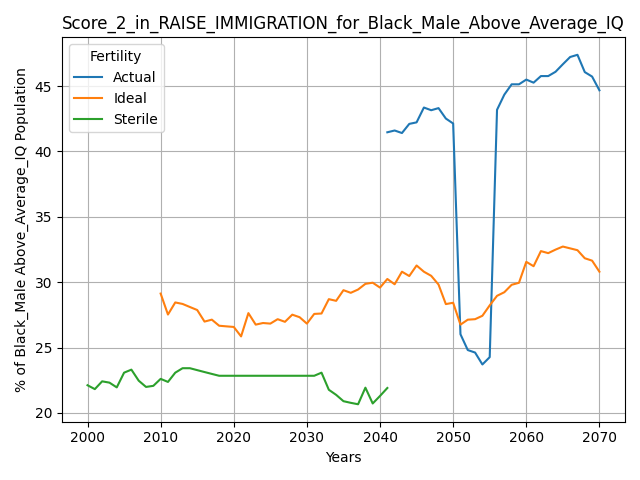 Score_2_in_RAISE_IMMIGRATION_for_Black_Male_Above_Average_IQ
Fertility
Actual
Ideal
Sterile
% of Black_Male Above_Average_IQ Population
45
40
35
30
25
20
2000
2010
2020
2030
2040
2050
2060
2070
Years